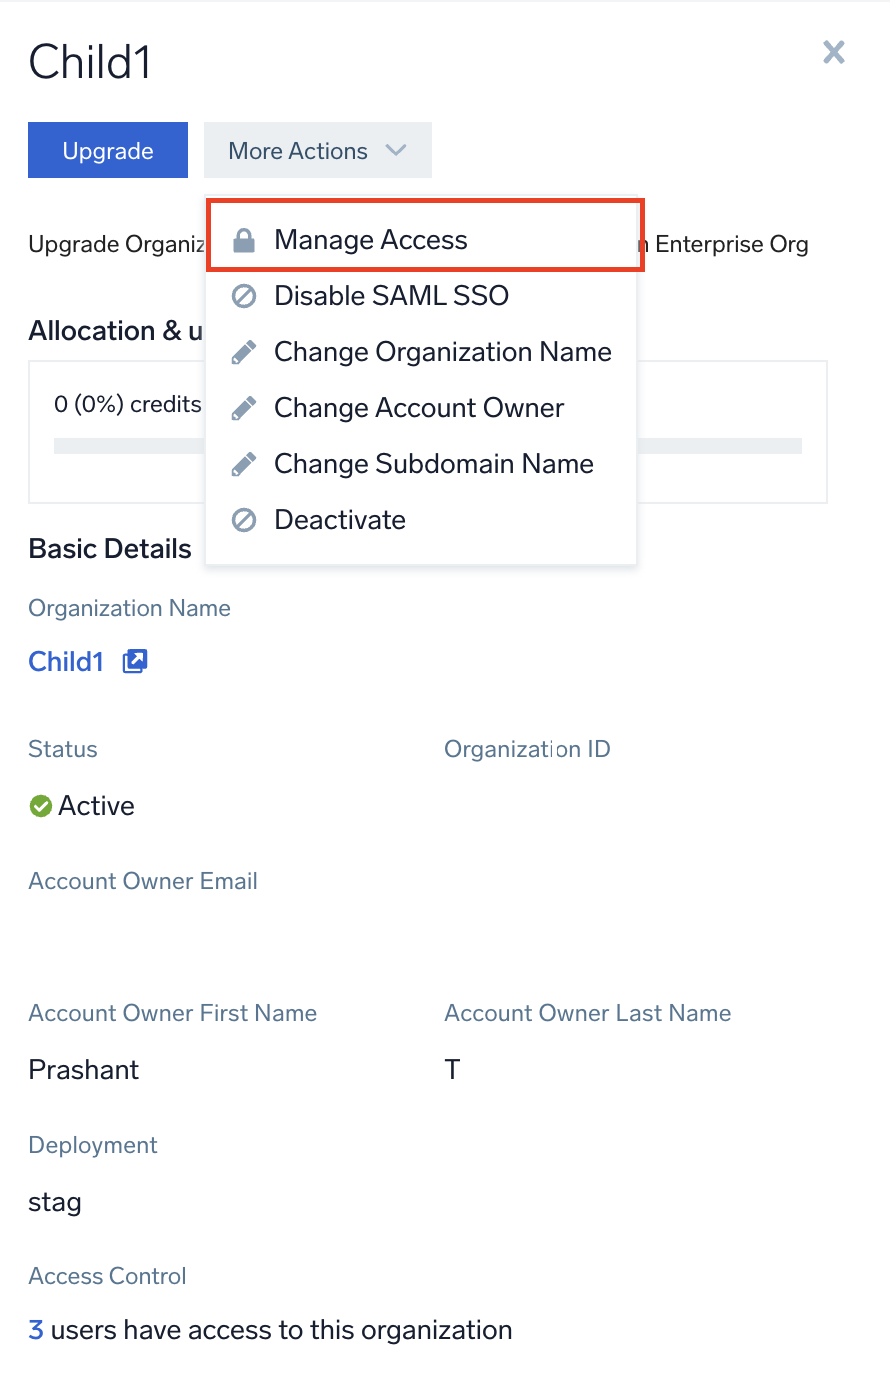 Child1
Upgrade
More Actions
Manage Access
Upgrade Organiz
n Enterprise Org
Disable SAML SSO
Allocation & u
Change Organization Name
0 (0%) credits
Change Account Owner
Change Subdomain Name
Deactivate
Basic Details
Organization Name
Child1
Status
Organization ID
Active
Account Owner Email
Account Owner First Name
Account Owner Last Name
Prashant
T
Deployment
stag
Access Control
3 users have access to this organization